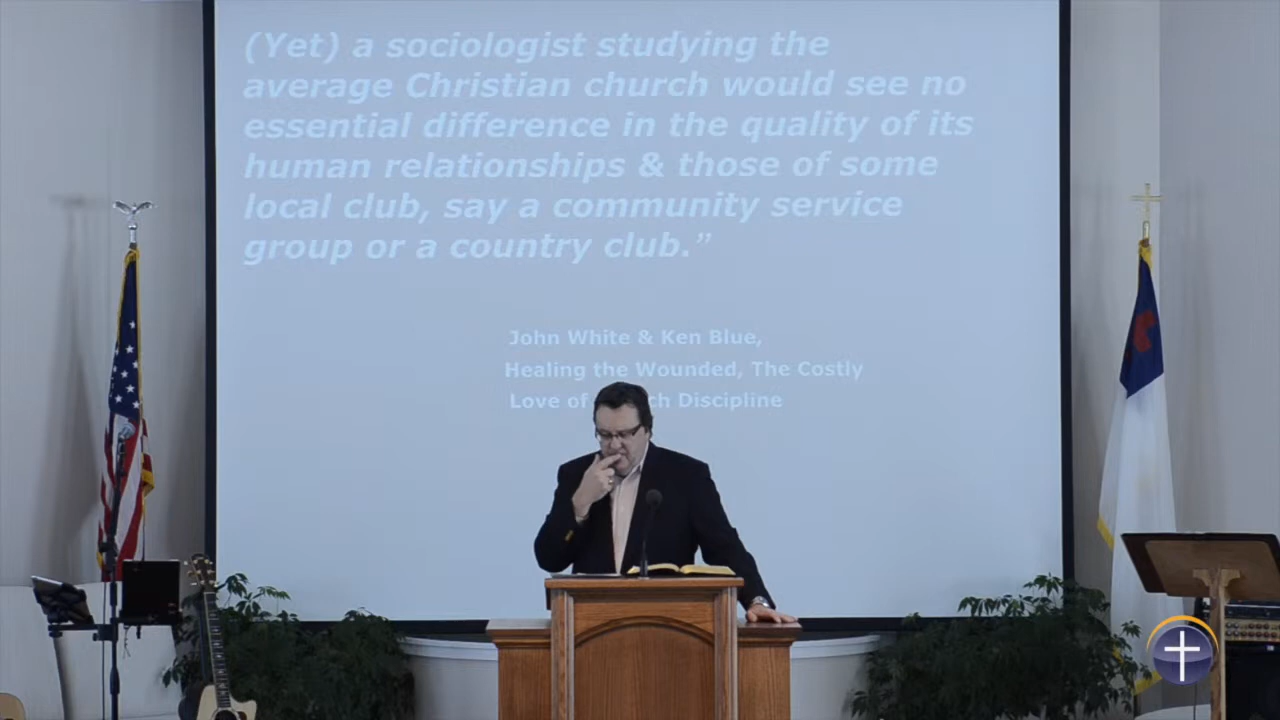 (Yet) a sociologist studying the
average Christian church would see no
essential difference in the quality of its
human relationships & those of some
local club, say a community service
group or a country club.”
John White & Ken Blue,
Healing the Wounded, The Costly
Love of ch Discipline